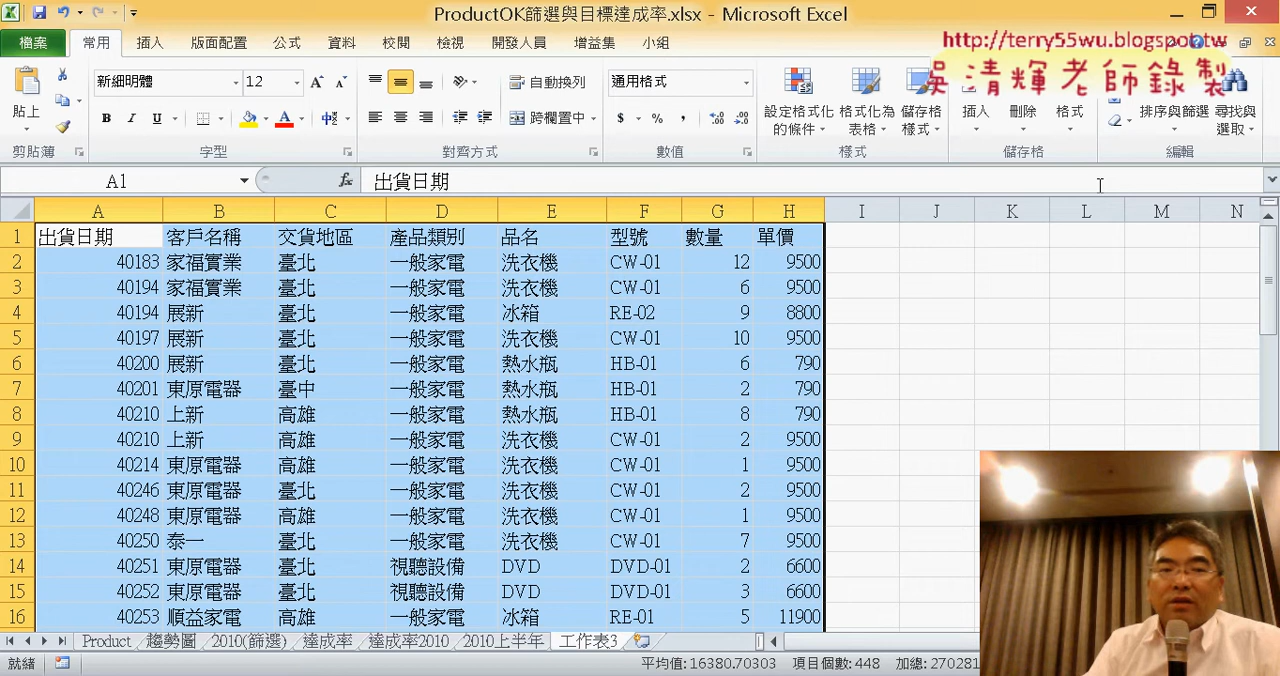 ProductOK篩選與目標達成率.xlsx - Microsoft Excel
檔案 常用 插入 版面配置 公式 資料 校閱 檢視 開發人員 增益集 小組
http://terry55wu.blogspot.tw
吳清輝老師錄製
貼上 新細明體 12 自動換列 通用格式 設定格式化的條件 格式化為表格 儲存格樣式 插入 刪除 格式 排序與篩選 尋找與選取
跨欄置中
剪貼簿 字型 對齊方式 數值 樣式 儲存格 編輯
A1 fx 出貨日期
A B C D E F G H I J K L M N
1 出貨日期 客戶名稱 交貨地區 產品類別 品名 型號 數量 單價
2 40183 家福實業 臺北 一般家電 洗衣機 CW-01 12 9500
3 40194 家福實業 臺北 一般家電 洗衣機 CW-01 6 9500
4 40194 展新 臺北 一般家電 冰箱 RE-02 9 8800
5 40197 展新 臺北 一般家電 洗衣機 CW-01 10 9500
6 40200 展新 臺北 一般家電 熱水瓶 HB-01 6 790
7 40201 東原電器 臺中 一般家電 熱水瓶 HB-01 2 790
8 40210 上新 高雄 一般家電 熱水瓶 HB-01 8 790
9 40210 上新 高雄 一般家電 洗衣機 CW-01 2 9500
10 40214 東原電器 高雄 一般家電 洗衣機 CW-01 1 9500
11 40246 東原電器 臺北 一般家電 洗衣機 CW-01 2 9500
12 40248 東原電器 高雄 一般家電 洗衣機 CW-01 1 9500
13 40250 泰一 臺北 一般家電 洗衣機 CW-01 7 9500
14 40251 東原電器 臺北 視聽設備 DVD DVD-01 2 6600
15 40252 東原電器 臺北 視聽設備 DVD DVD-01 3 6600
16 40253 順益家電 高雄 一般家電 冰箱 RE-01 5 11900
Product 趨勢圖 2010(篩選) 達成率 達成率2010 2010上半年 工作表3
就緒 平均值: 16380.70303 項目個數: 448 加總: 270281